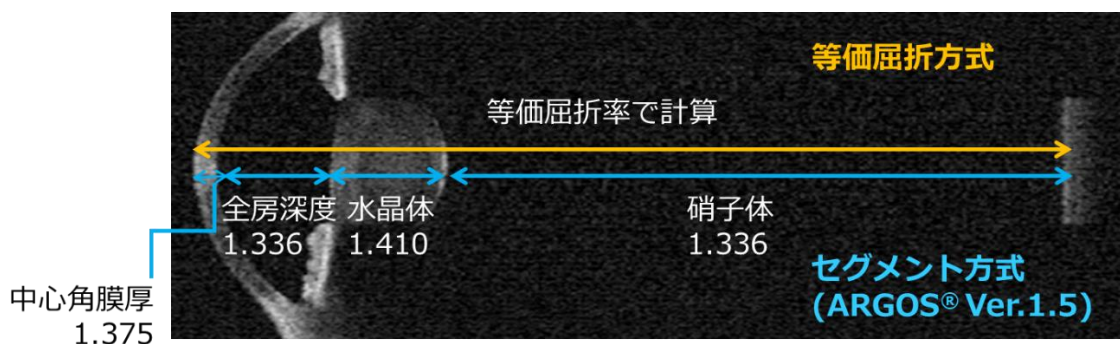 等価屈折方式
等価屈折率で計算
全房深度 水晶体 硝子体
1.336 1.410 1.336
セグメント方式
(ARGOS® Ver.1.5)
中心角膜厚
1.375